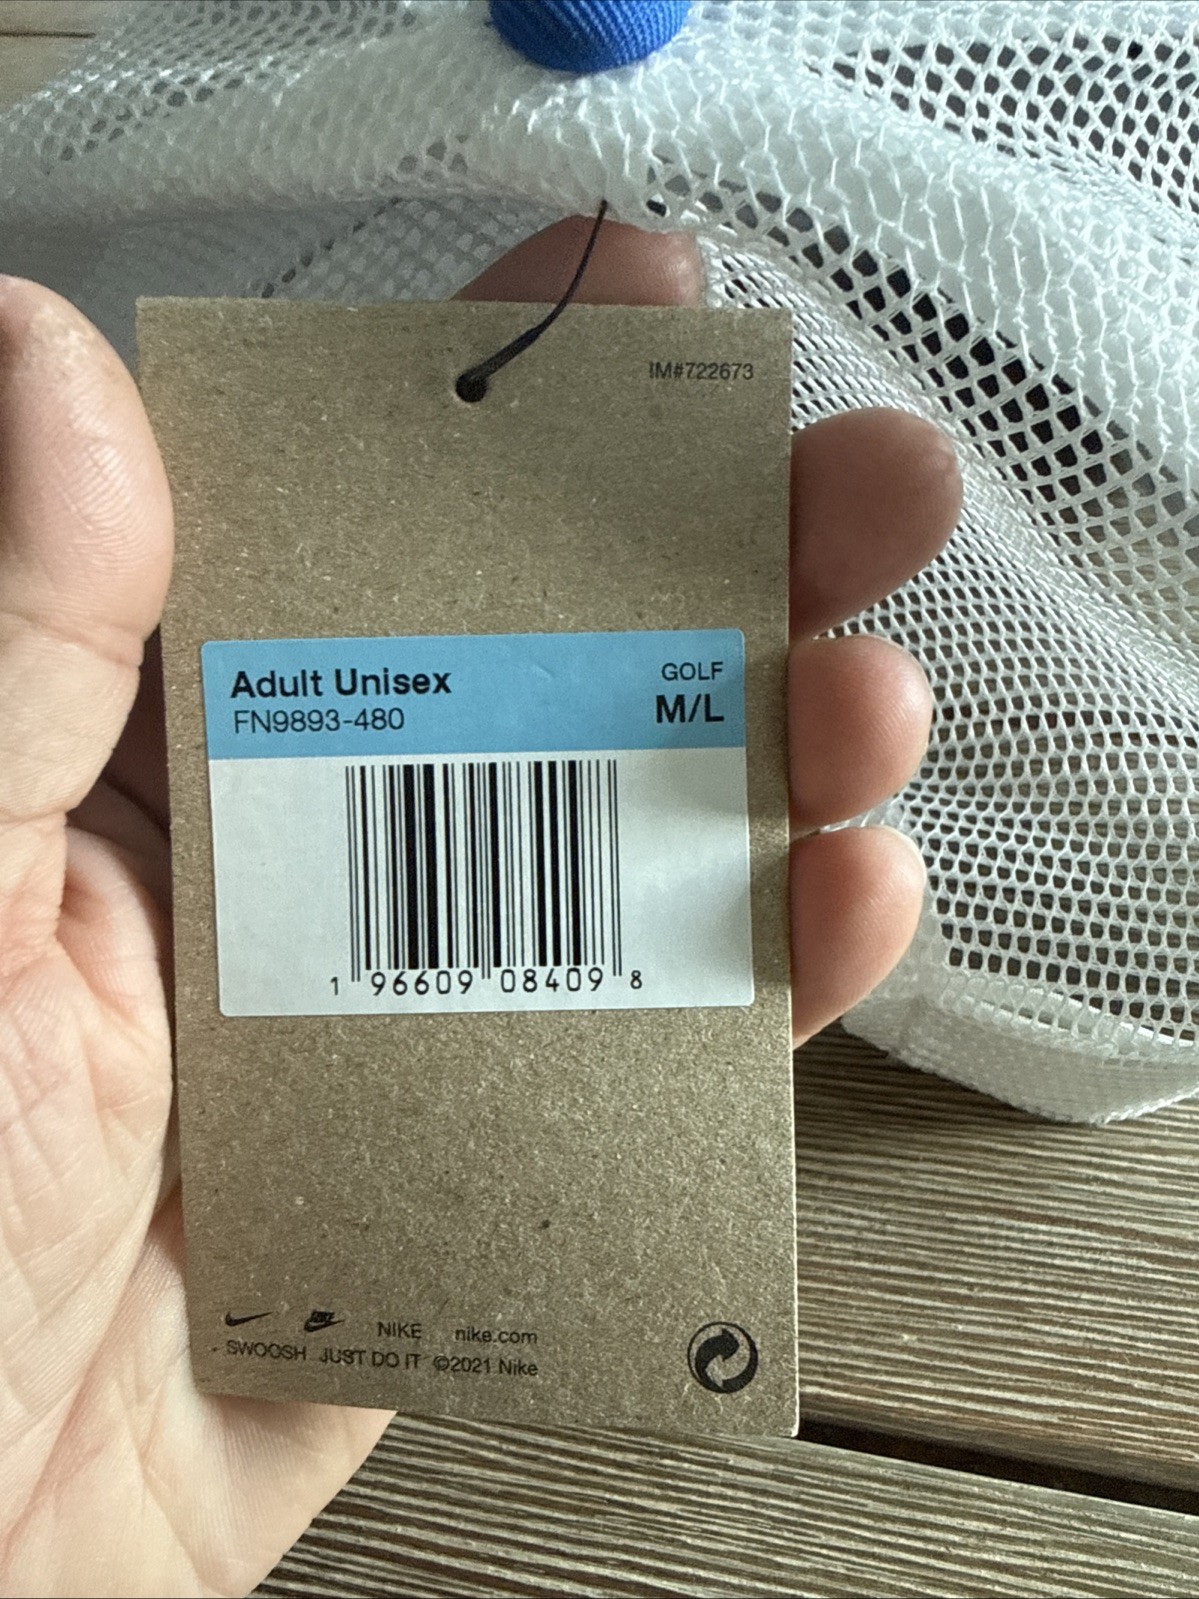 IM#722673
Adult Unisex
GOLF
FN9893-480
M/L
1 96609 08409 8
NIKE
NIKE nike.com
SWOOSH JUST DO IT ©2021 Nike